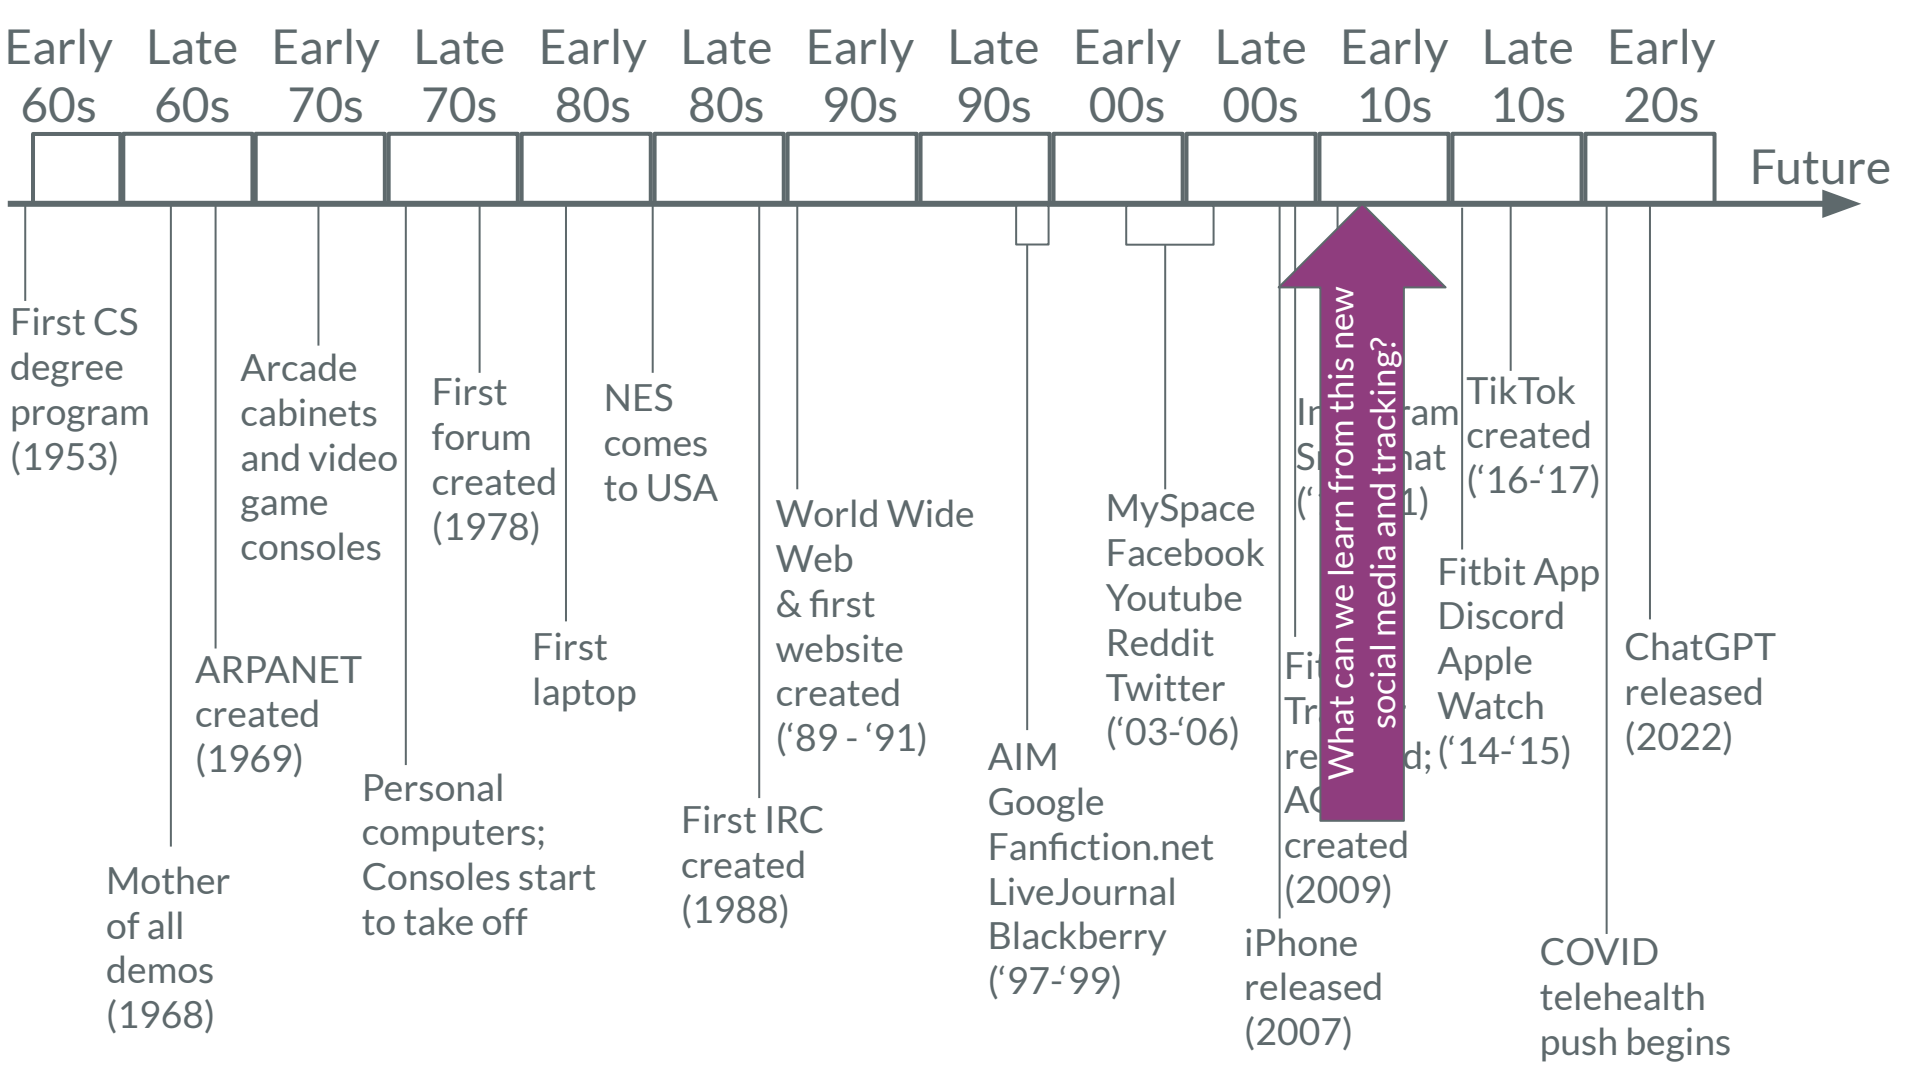 Early Late Early Late Early Late Early Late Early Late Early Late Early
60s 60s 70s 70s 80s 80s 90s 90s 00s 00s 10s 10s 20s
Future
First CS
degree
program
(1953)
Mother
of all
demos
(1968)
ARPANET
created
(1969)
Arcade
cabinets
and video
game
consoles
Personal
computers;
Consoles start
to take off
First
forum
created
(1978)
First
laptop
NES
comes
to USA
First IRC
created
(1988)
World Wide
Web
& first
website
created
(‘89 - ‘91)
AIM
Google
Fanfiction.net
LiveJournal
Blackberry
(‘97-‘99)
MySpace
Facebook
Youtube
Reddit
Twitter
(‘03-‘06)
iPhone
released
(2007)
created
(2009)
What can we learn from this new
social media and tracking?
Fitbit App
Discord
Apple
Watch
(‘14-‘15)
TikTok
created
(‘16-‘17)
COVID
telehealth
push begins
ChatGPT
released
(2022)